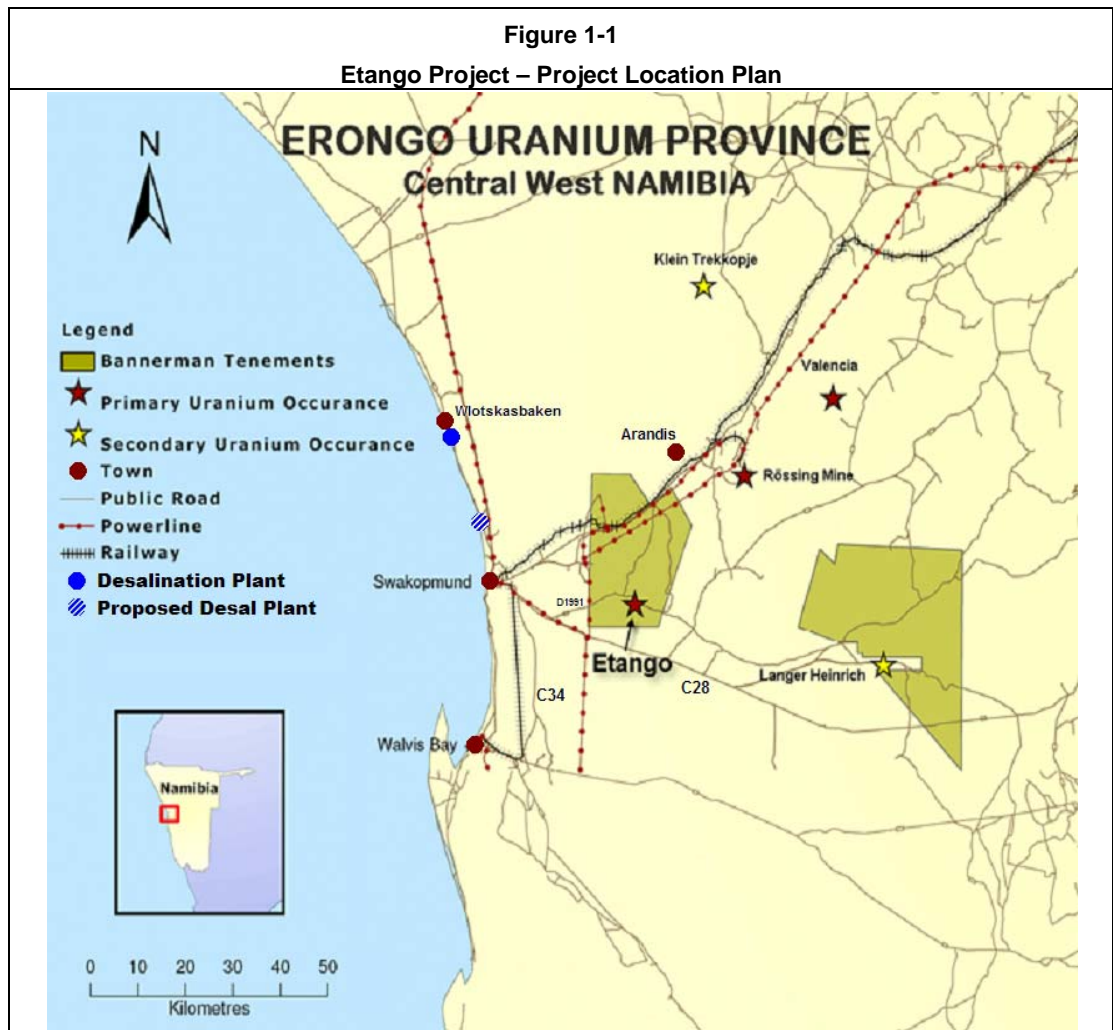 Figure 1-1
Etango Project – Project Location Plan
N
ERONGO URANIUM PROVINCE
Central West NAMIBIA
Klein Trekkopje
Legend
Bannerman Tenements
Primary Uranium Occurance
Secondary Uranium Occurance
Town
Public Road
Powerline
Railway
Desalination Plant
Proposed Desal Plant
Valencia
Wlotskasbaken
Arandis
Rössing Mine
Swakopmund
D1991
Etango
Langer Heinrich
C28
C34
Walvis Bay
Namibia
0 10 20 30 40 50
Kilometres